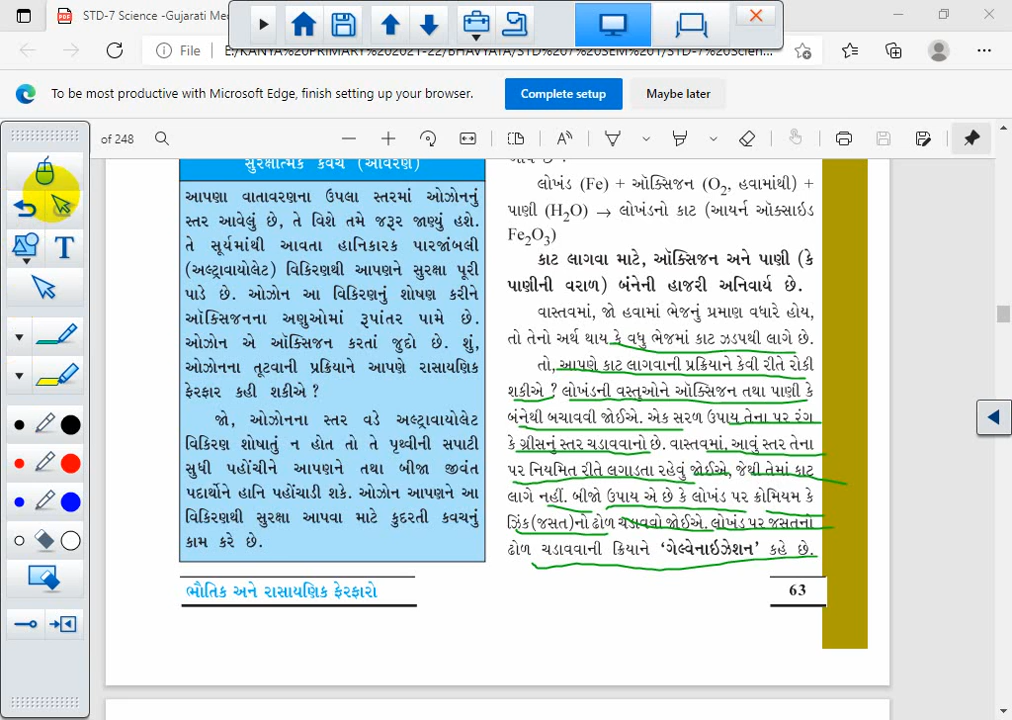 STD-7 Science -Gujarati Me
File
E:/KANYA%20PRIMARY%202021-22/BHAVYATA/STD%207%20SEM%201/STD-7%20Scien...
To be most productive with Microsoft Edge, finish setting up your browser.
Complete setup
Maybe later
of 248
સુરક્ષાત્મક કવચ (આવરણ)
આપણા વાતાવરણના ઉપલા સ્તરમાં ઓઝોનનું
સ્તર આવેલું છે, તે વિશે તમે જરૂર જાણ્યું હશે.
તે સૂર્યમાંથી આવતા હાનિકારક પારજાંબલી
(અલ્ટ્રાવાયોલેટ) વિકિરણથી આપણને સુરક્ષા પૂરી
પાડે છે. ઓઝોન આ વિકિરણનું શોષણ કરીને
ઑક્સિજનના અણુઓમાં રૂપાંતર પામે છે.
ઓઝોન એ ઑક્સિજન કરતાં જુદો છે. શું,
ઓઝોનના તૂટવાની પ્રક્રિયાને આપણે રાસાયણિક
ફેરફાર કહી શકીએ ?
જો, ઓઝોનના સ્તર વડે અલ્ટ્રાવાયોલેટ
વિકિરણ શોષાતું ન હોત તો તે પૃથ્વીની સપાટી
સુધી પહોંચીને આપણને તથા બીજા જીવંત
પદાર્થોને હાનિ પહોંચાડી શકે. ઓઝોન આપણને આ
વિકિરણથી સુરક્ષા આપવા માટે કુદરતી કવચનું
કામ કરે છે.
લોખંડ (Fe) + ઑક્સિજન (O₂, હવામાંથી) +
પાણી (H₂O) → લોખંડનો કાટ (આયર્ન ઑક્સાઇડ
Fe₂O₃)
કાટ લાગવા માટે, ઑક્સિજન અને પાણી (કે
પાણીની વરાળ) બંનેની હાજરી અનિવાર્ય છે.
વાસ્તવમાં, જો હવામાં ભેજનું પ્રમાણ વધારે હોય,
તો તેનો અર્થ થાય કે વધુ ભેજમાં કાટ ઝડપથી લાગે છે.
તો, આપણે કાટ લાગવાની પ્રક્રિયાને કેવી રીતે રોકી
શકીએ ? લોખંડની વસ્તુઓને ઑક્સિજન તથા પાણી કે
બંનેથી બચાવવી જોઈએ. એક સરળ ઉપાય તેના પર રંગ
કે ગ્રીસનું સ્તર ચડાવવાનો છે. વાસ્તવમાં, આવું સ્તર તેના
પર નિયમિત રીતે લગાડતા રહેવું જોઈએ, જેથી તેમાં કાટ
લાગે નહીં. બીજો ઉપાય એ છે કે લોખંડ પર ક્રોમિયમ કે
ઝિંક(જસત)નો ઢોળ ચડાવવો જોઈએ. લોખંડ પર જસતનો
ઢોળ ચડાવવાની ક્રિયાને ‘ગેલ્વેનાઇઝેશન’ કહે છે.
ભૌતિક અને રાસાયણિક ફેરફારો
63